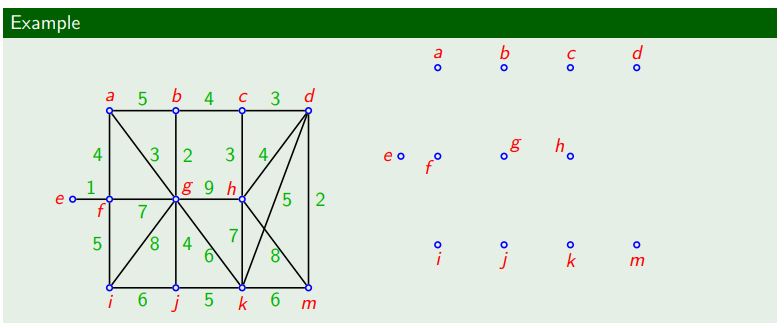 Example
a b c d
a 5 b 4 c 3 d
4 3 2 3 4
e g h
f
e 1 g 9 h 5 2
f 7
5 8 4 6 7 8
i j k m
i 6 j 5 k 6 m